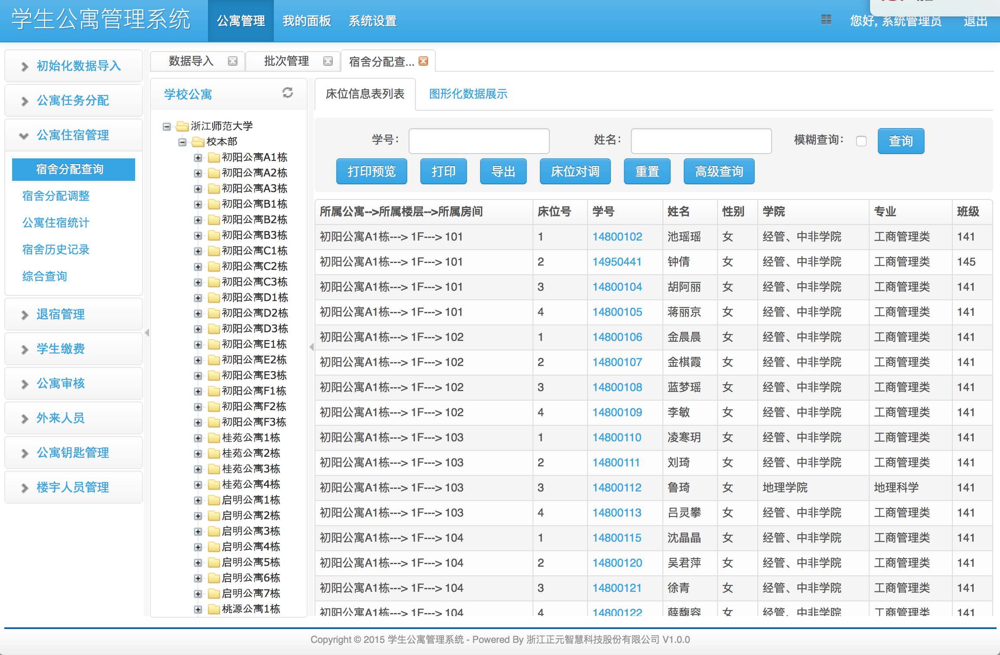 学生公寓管理系统 公寓管理 我的面板 系统设置 您好, 系统管理员 退出
初始化数据导入
公寓任务分配
公寓住宿管理
宿舍分配查询
宿舍分配调整
公寓住宿统计
宿舍历史记录
综合查询
退宿管理
学生缴费
公寓审核
外来人员
公寓钥匙管理
楼宇人员管理
数据导入 批次管理 宿舍分配查...
学校公寓
浙江师范大学
校本部
初阳公寓A1栋
初阳公寓A2栋
初阳公寓A3栋
初阳公寓B1栋
初阳公寓B2栋
初阳公寓B3栋
初阳公寓C1栋
初阳公寓C2栋
初阳公寓C3栋
初阳公寓D1栋
初阳公寓D2栋
初阳公寓D3栋
初阳公寓E1栋
初阳公寓E2栋
初阳公寓E3栋
初阳公寓F1栋
初阳公寓F2栋
初阳公寓F3栋
桂苑公寓1栋
桂苑公寓2栋
桂苑公寓3栋
桂苑公寓4栋
启明公寓1栋
启明公寓2栋
启明公寓3栋
启明公寓4栋
启明公寓5栋
启明公寓6栋
启明公寓7栋
桃源公寓1栋
床位信息表列表 图形化数据展示
学号: 姓名: 模糊查询: 查询
打印预览 打印 导出 床位对调 重置 高级查询
所属公寓-->所属楼层-->所属房间 床位号 学号 姓名 性别 学院 专业 班级
初阳公寓A1栋---> 1F---> 101 1 14800102 池瑶瑶 女 经管、中非学院 工商管理类 141
初阳公寓A1栋---> 1F---> 101 2 14950441 钟倩 女 经管、中非学院 工商管理类 145
初阳公寓A1栋---> 1F---> 101 3 14800104 胡阿丽 女 经管、中非学院 工商管理类 141
初阳公寓A1栋---> 1F---> 101 4 14800105 蒋丽京 女 经管、中非学院 工商管理类 141
初阳公寓A1栋---> 1F---> 102 1 14800106 金晨晨 女 经管、中非学院 工商管理类 141
初阳公寓A1栋---> 1F---> 102 2 14800107 金棋霞 女 经管、中非学院 工商管理类 141
初阳公寓A1栋---> 1F---> 102 3 14800108 蓝梦瑶 女 经管、中非学院 工商管理类 141
初阳公寓A1栋---> 1F---> 102 4 14800109 李敏 女 经管、中非学院 工商管理类 141
初阳公寓A1栋---> 1F---> 103 1 14800110 凌寒玥 女 经管、中非学院 工商管理类 141
初阳公寓A1栋---> 1F---> 103 2 14800111 刘琦 女 经管、中非学院 工商管理类 141
初阳公寓A1栋---> 1F---> 103 3 14800112 鲁琦 女 地理学院 地理科学 141
初阳公寓A1栋---> 1F---> 103 4 14800113 吕灵攀 女 经管、中非学院 工商管理类 141
初阳公寓A1栋---> 1F---> 104 1 14800115 沈晶晶 女 经管、中非学院 工商管理类 141
初阳公寓A1栋---> 1F---> 104 2 14800120 吴君萍 女 经管、中非学院 工商管理类 141
初阳公寓A1栋---> 1F---> 104 3 14800121 徐青 女 经管、中非学院 工商管理类 141
初阳公寓A1栋---> 1F---> 104 4 14800122 薛馥容 女 经管、中非学院 工商管理类 141
Copyright © 2015 学生公寓管理系统 - Powered By 浙江正元智慧科技股份有限公司 V1.0.0